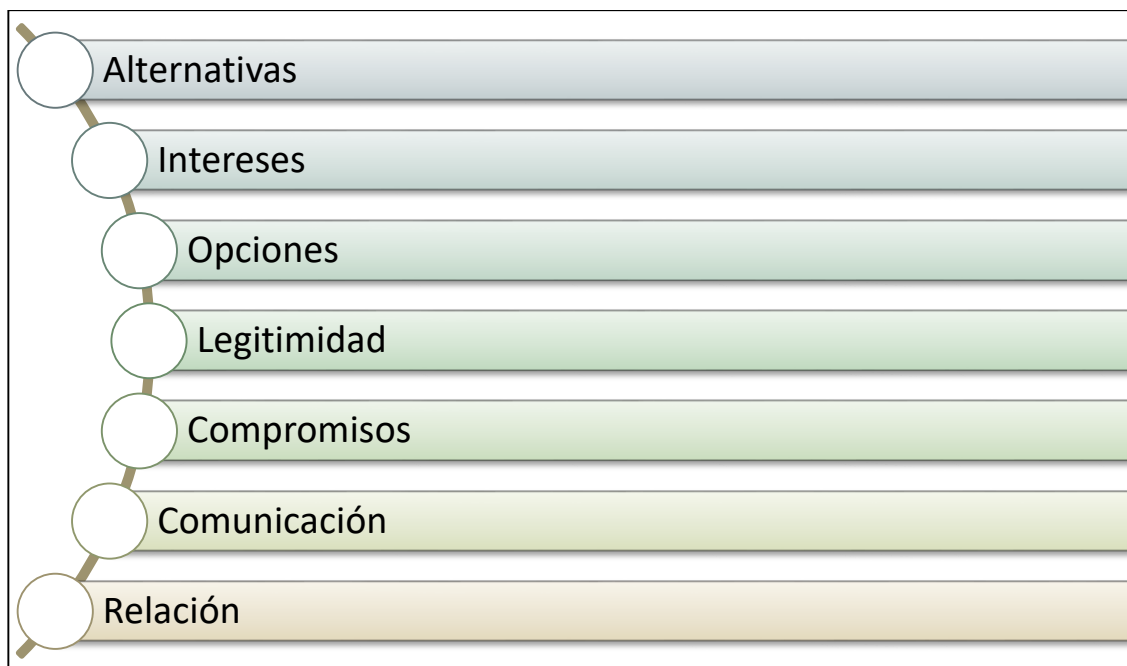 Alternativas
Intereses
Opciones
Legitimidad
Compromisos
Comunicación
Relación